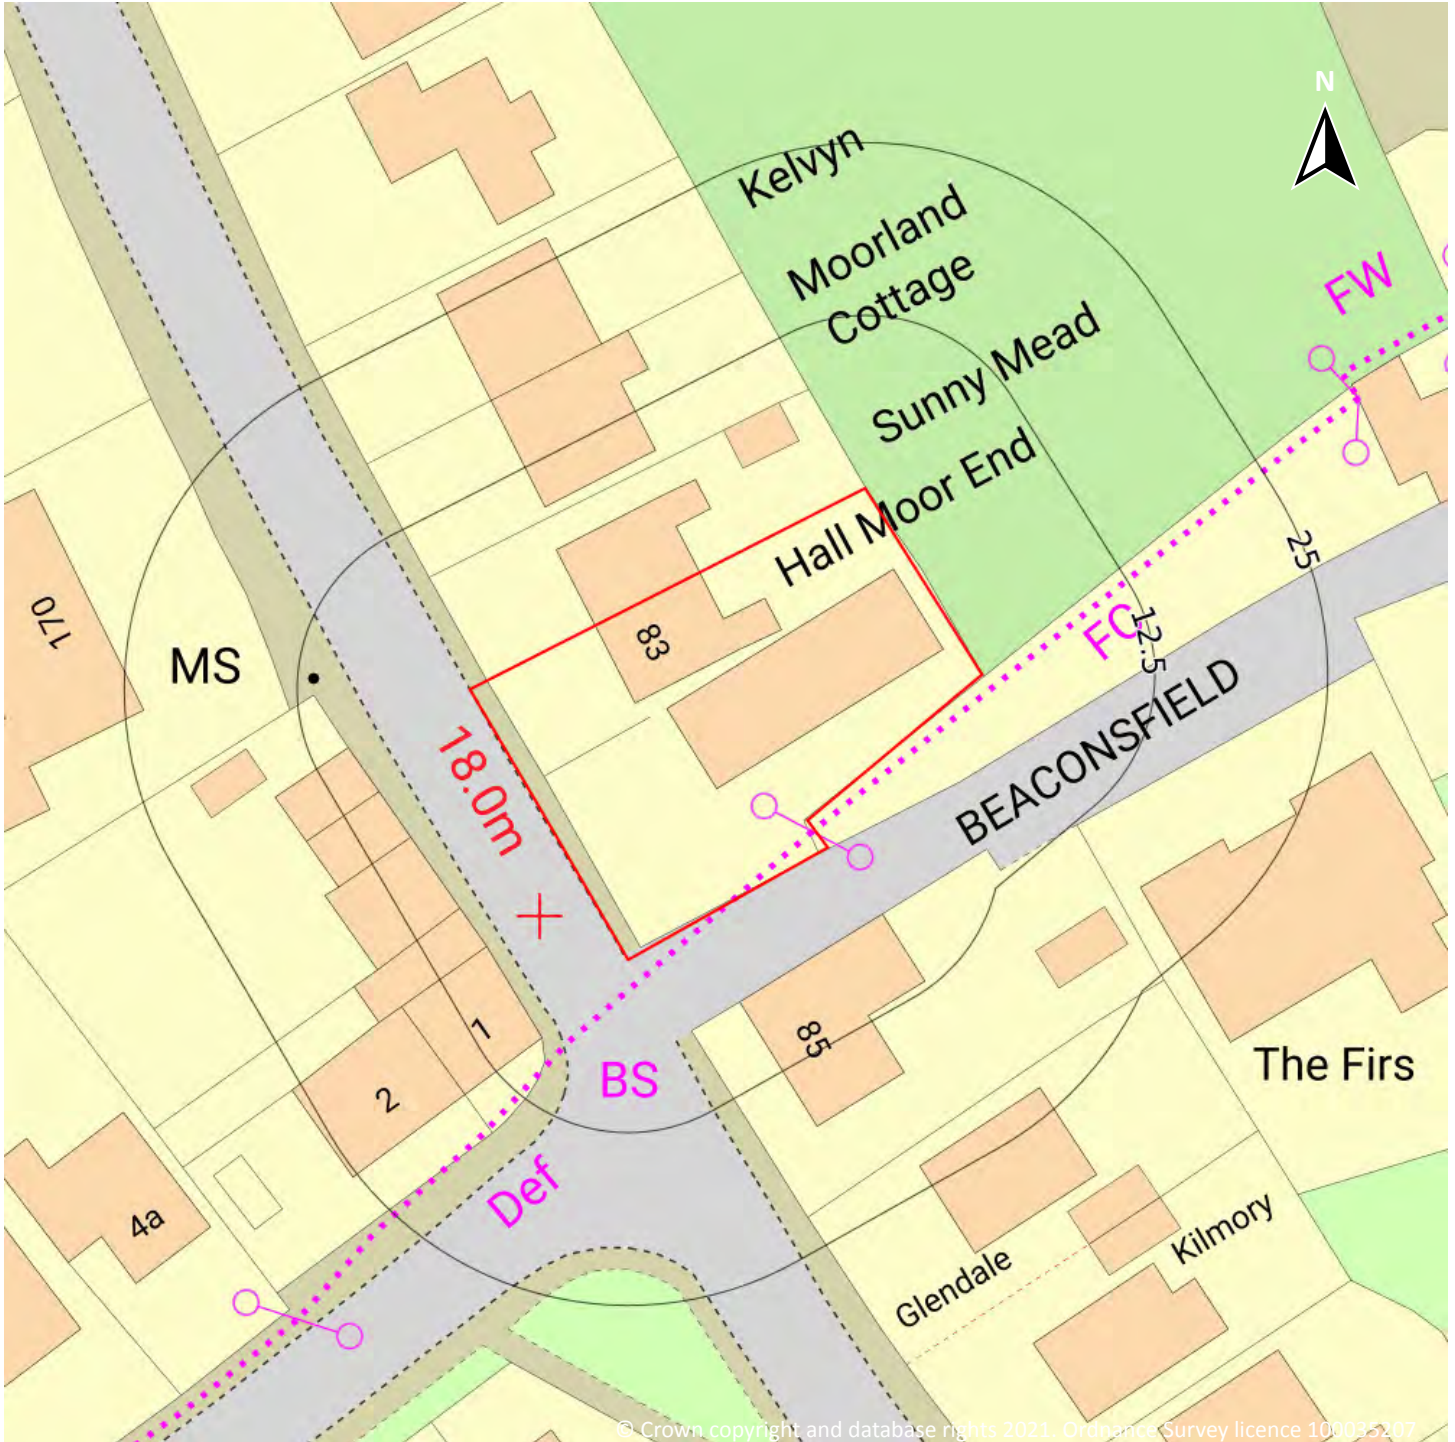 N
Kelvyn
Moorland
Cottage
Sunny Mead
Hall Moor End
FW
25
FC
12.5
170
MS
83
18.0m
BEACONSFIELD
1
2
85
BS
The Firs
Def
4a
Glendale
Kilmory
© Crown copyright and database rights 2021. Ordnance Survey licence 100035207